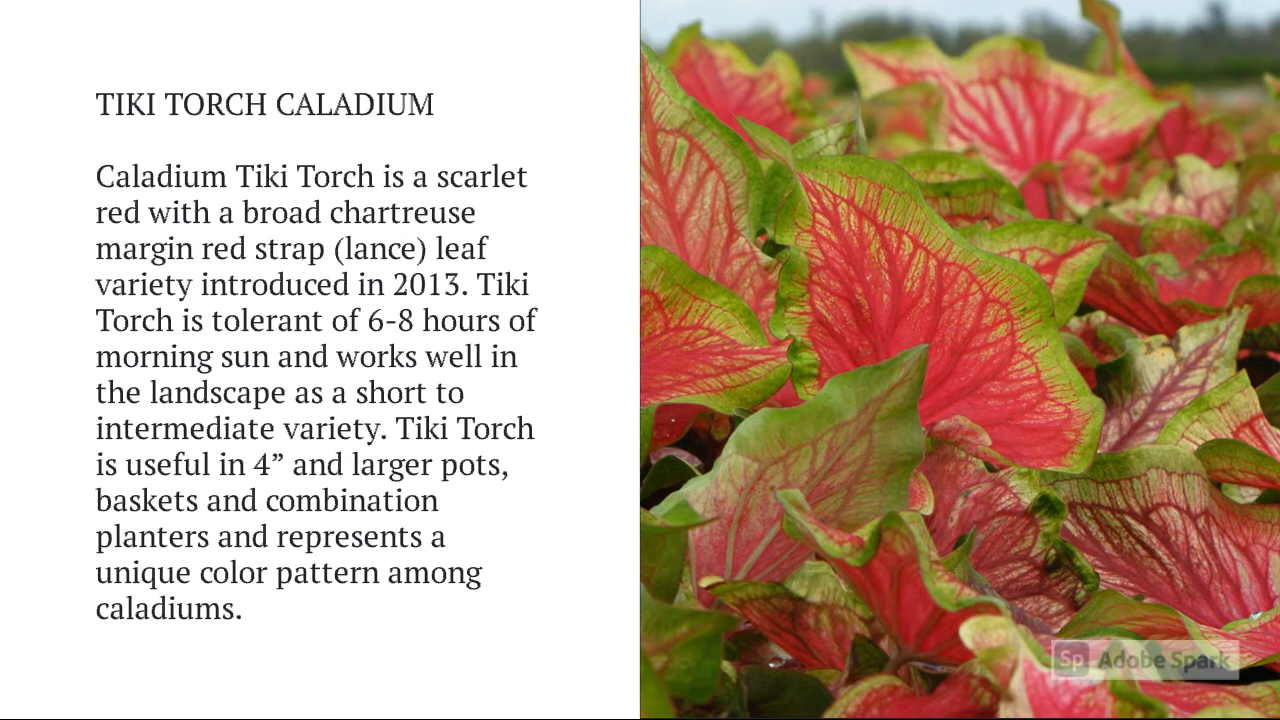 TIKI TORCH CALADIUM
Caladium Tiki Torch is a scarlet
red with a broad chartreuse
margin red strap (lance) leaf
variety introduced in 2013. Tiki
Torch is tolerant of 6-8 hours of
morning sun and works well in
the landscape as a short to
intermediate variety. Tiki Torch
is useful in 4” and larger pots,
baskets and combination
planters and represents a
unique color pattern among
caladiums.
Sp Adobe Spark